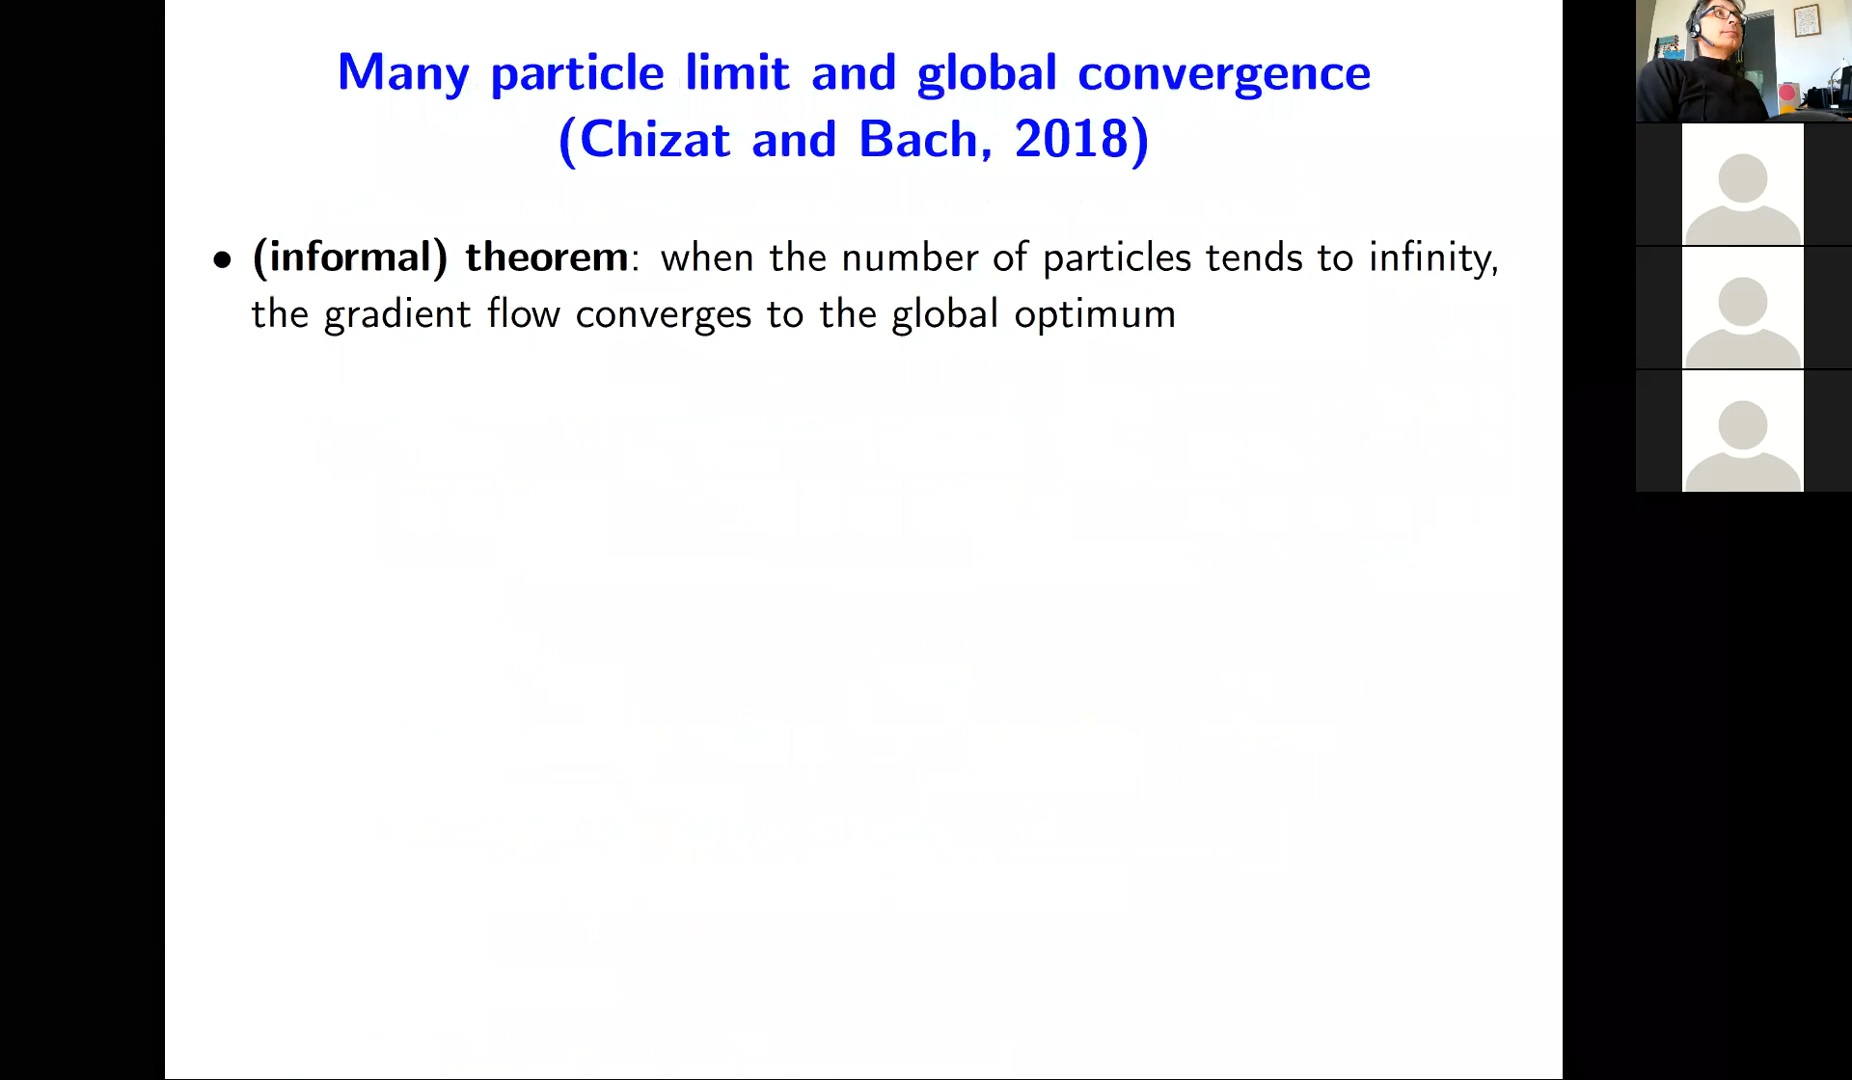 Many particle limit and global convergence
(Chizat and Bach, 2018)
• (informal) theorem: when the number of particles tends to infinity,
the gradient flow converges to the global optimum